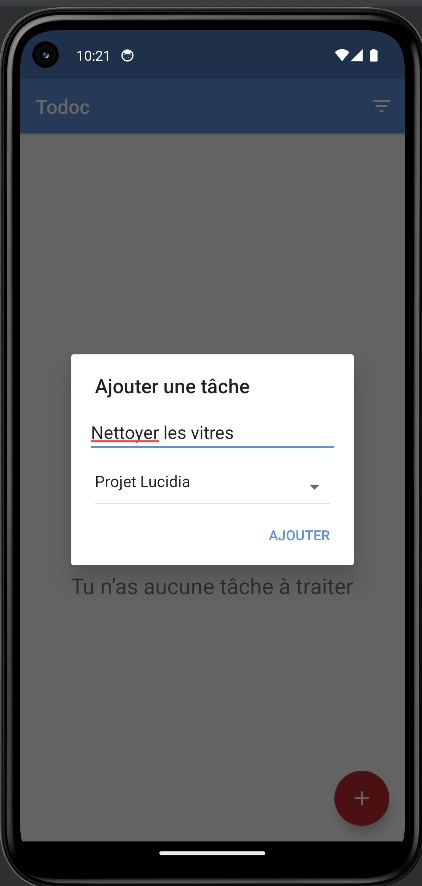 10:21
Todoc
Ajouter une tâche
Nettoyer les vitres
Projet Lucidia
AJOUTER
Tu n’as aucune tâche à traiter
+